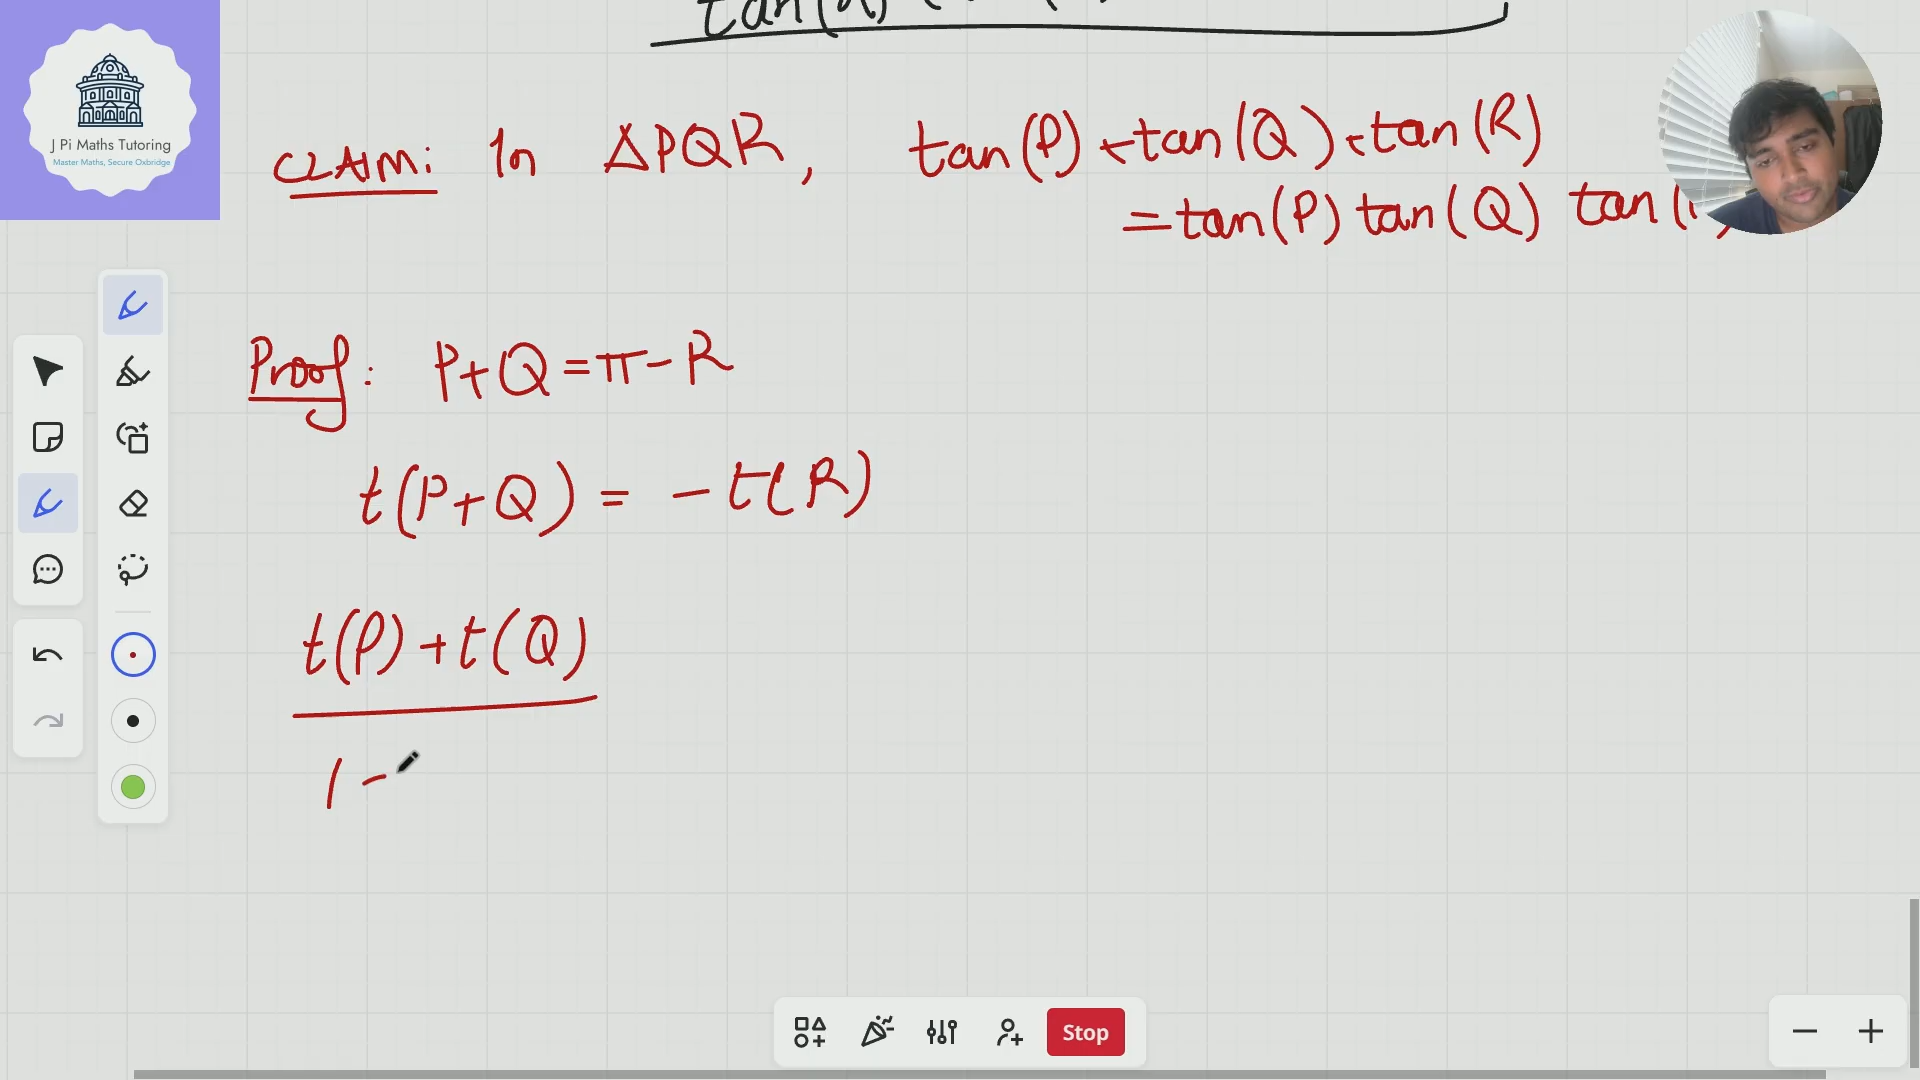 J Pi Maths Tutoring
Master Maths, Secure Oxbridge
CLAIM: In ΔPQR, tan(P) + tan(Q) + tan(R)
= tan(P) tan(Q) tan(
Proof: P+Q = π - R
t(P+Q) = - t(R)
t(P) + t(Q)
1 -
Stop